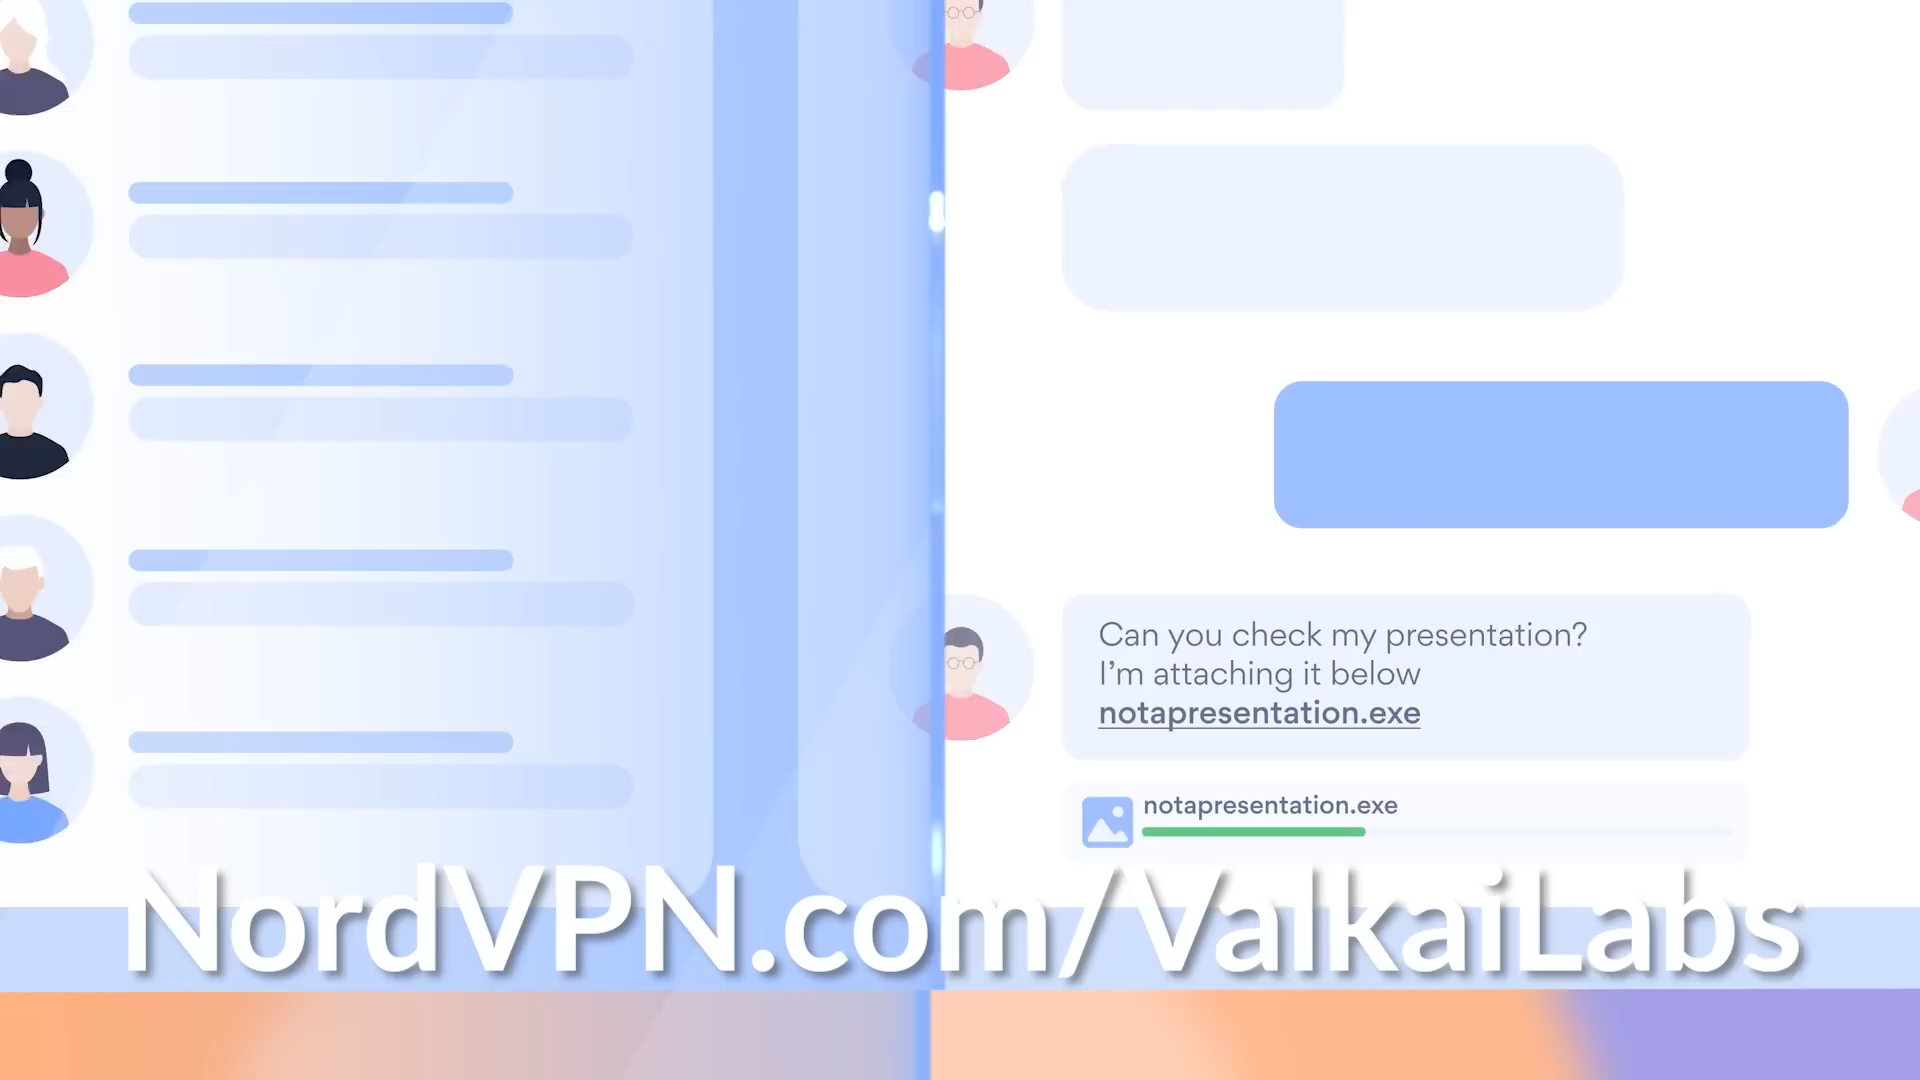 Can you check my presentation?
I'm attaching it below
notapresentation.exe
notapresentation.exe
NordVPN.com/ValkaiLabs